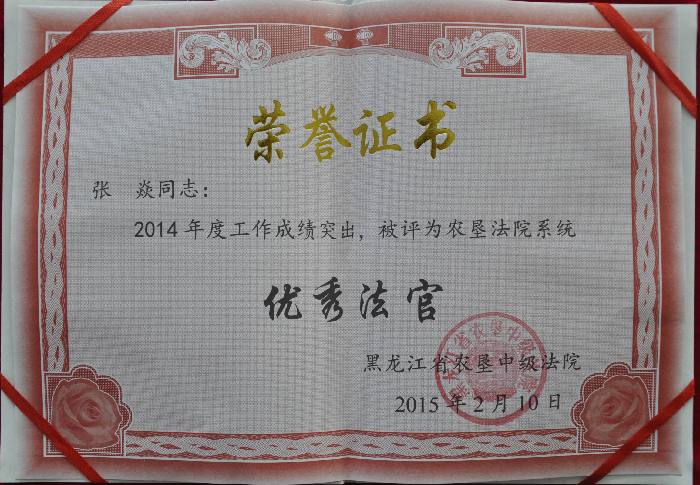 荣誉证书
张 焱同志：
2014年度工作成绩突出，被评为农垦法院系统
优秀法官
黑龙江省农垦中级法院
2015年2月10日